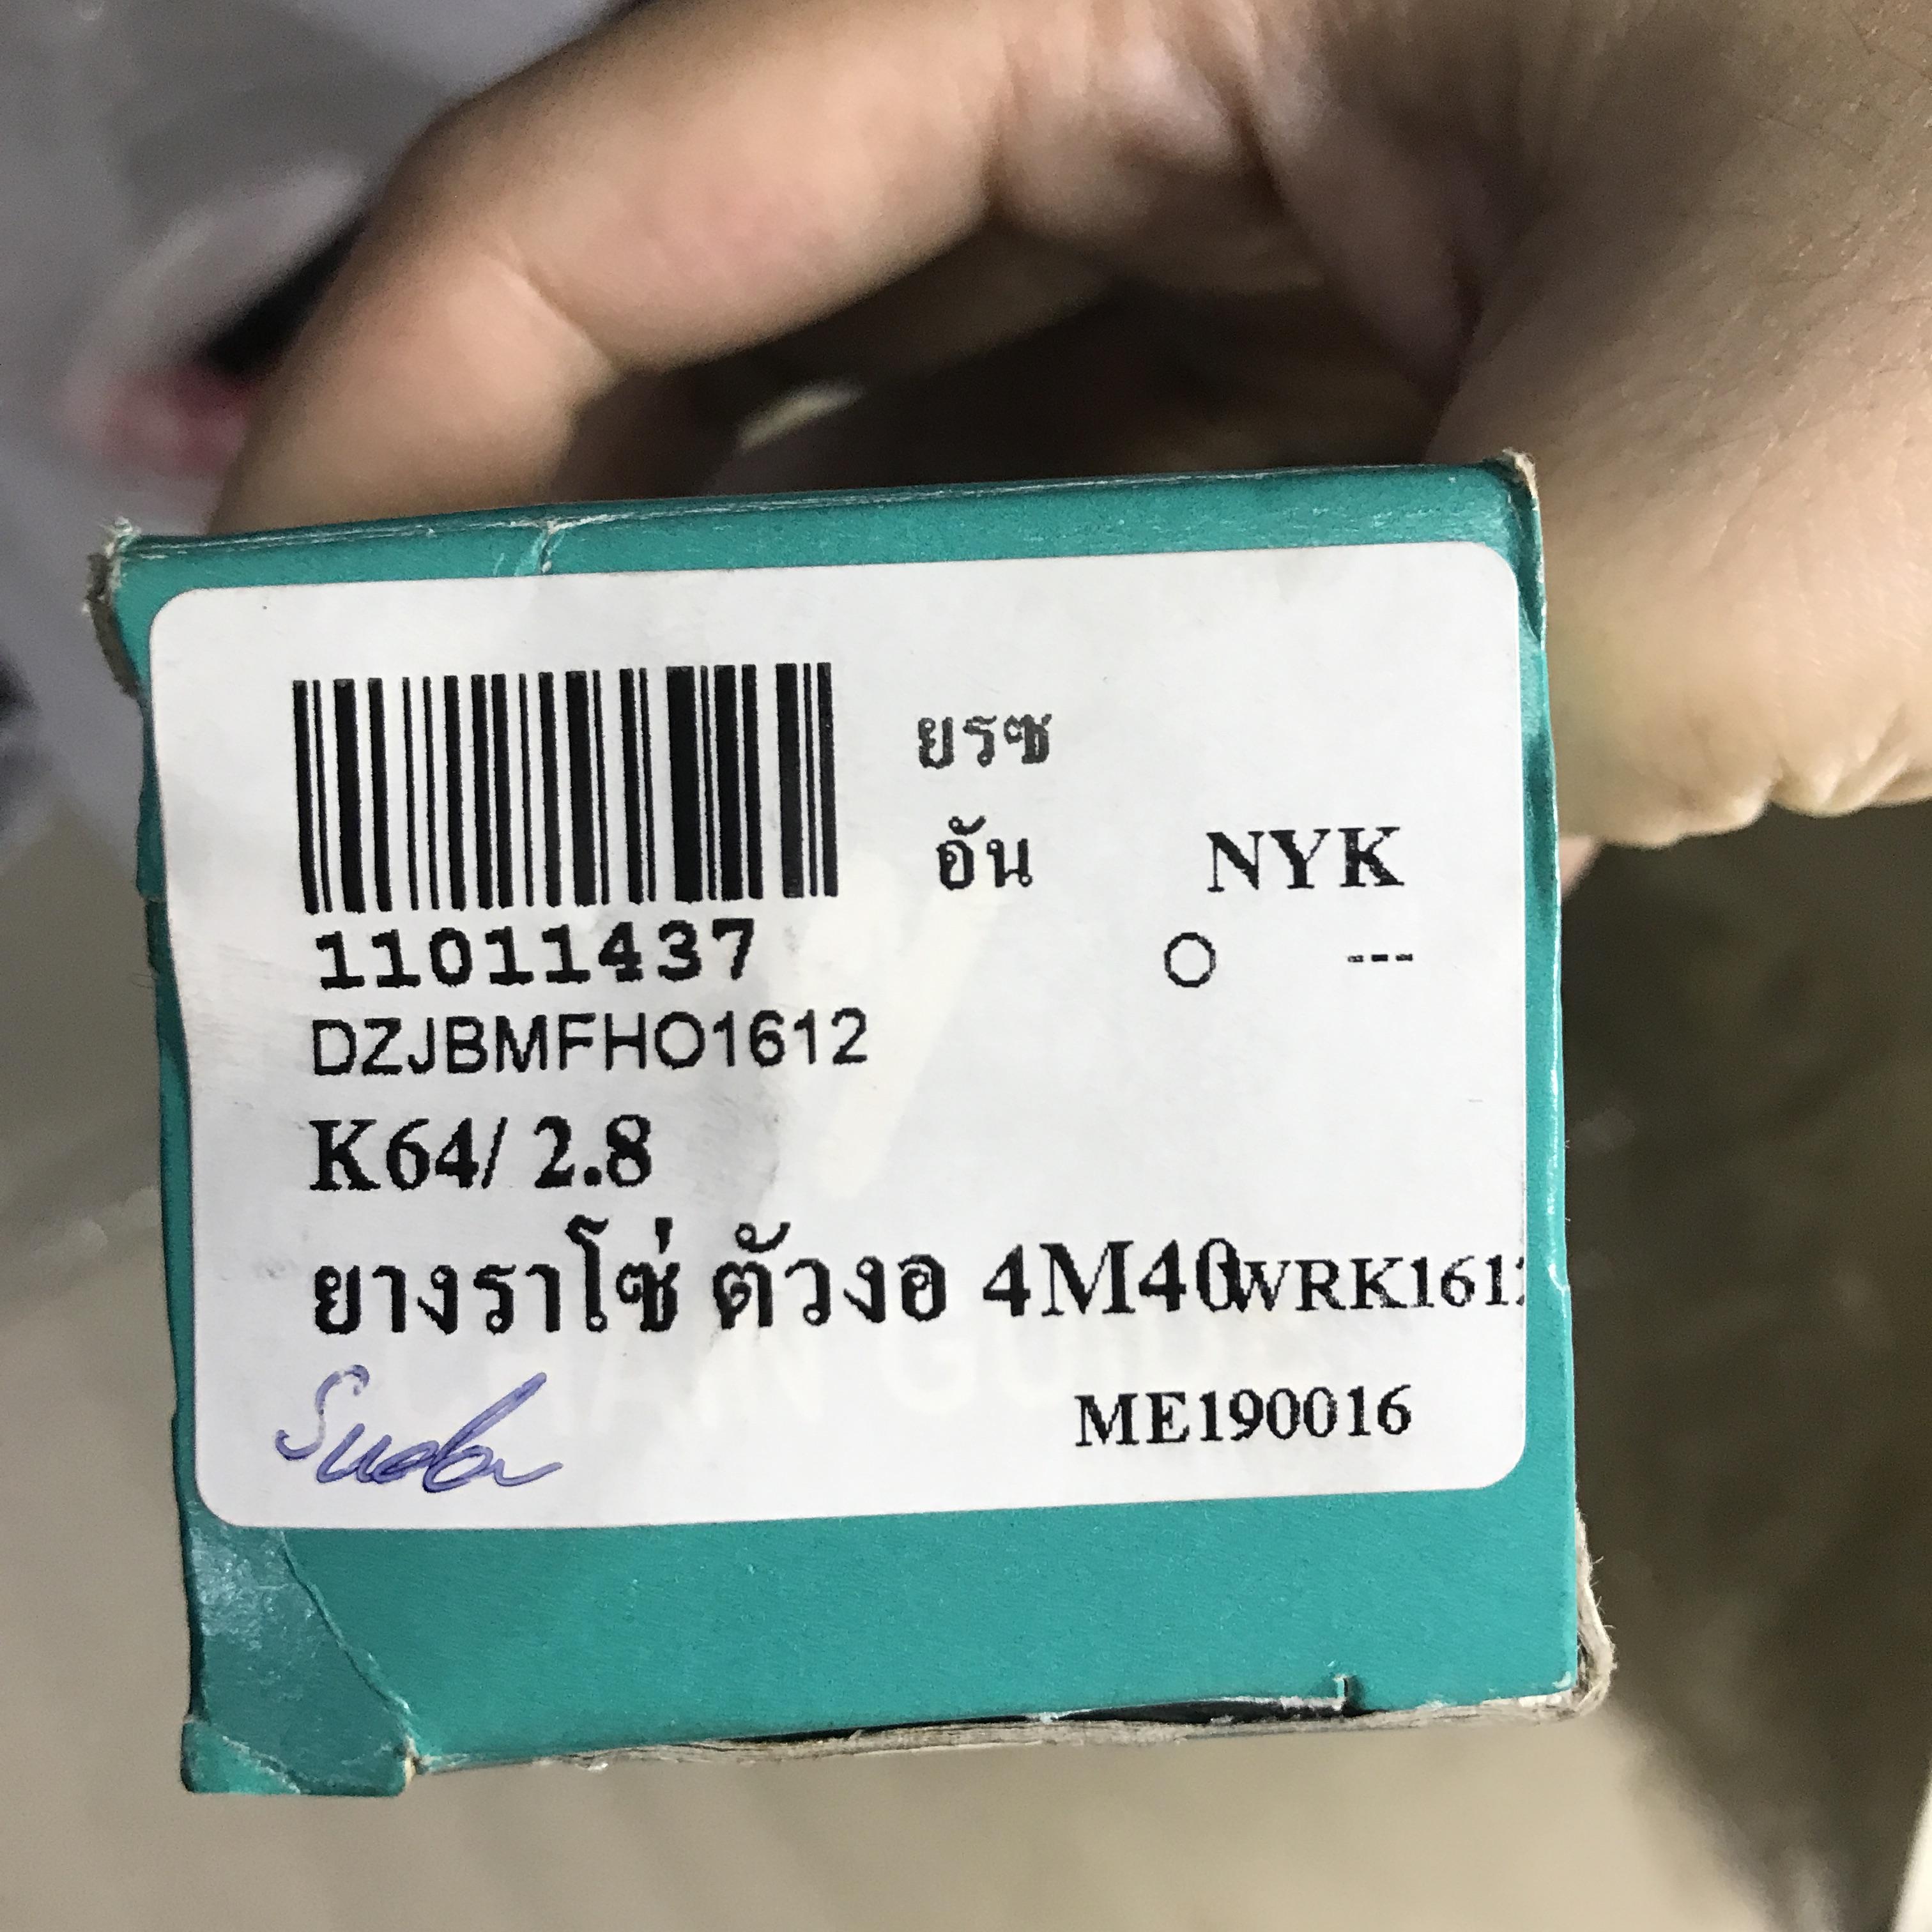 ยรซ
อัน NYK
11011437 O ---
DZJBMFHO1612
K64/ 2.8
ยางราโซ่ ตัวงอ 4M40WRK1612
ME190016